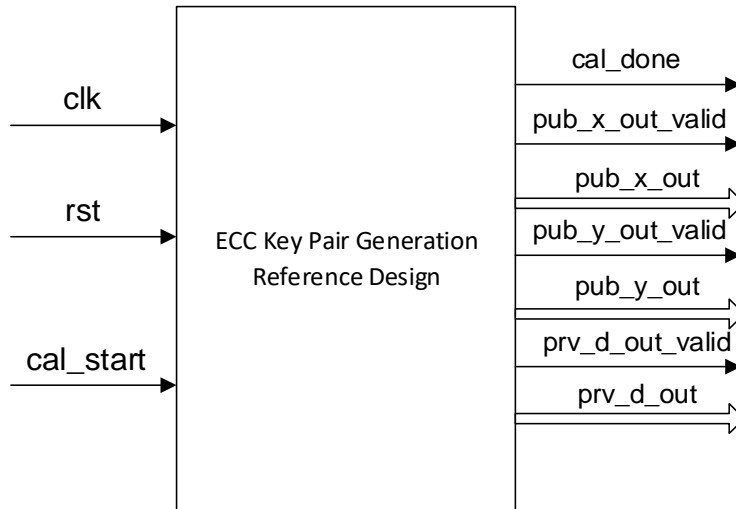 clk
rst
cal_start
ECC Key Pair Generation
Reference Design
cal_done
pub_x_out_valid
pub_x_out
pub_y_out_valid
pub_y_out
prv_d_out_valid
prv_d_out